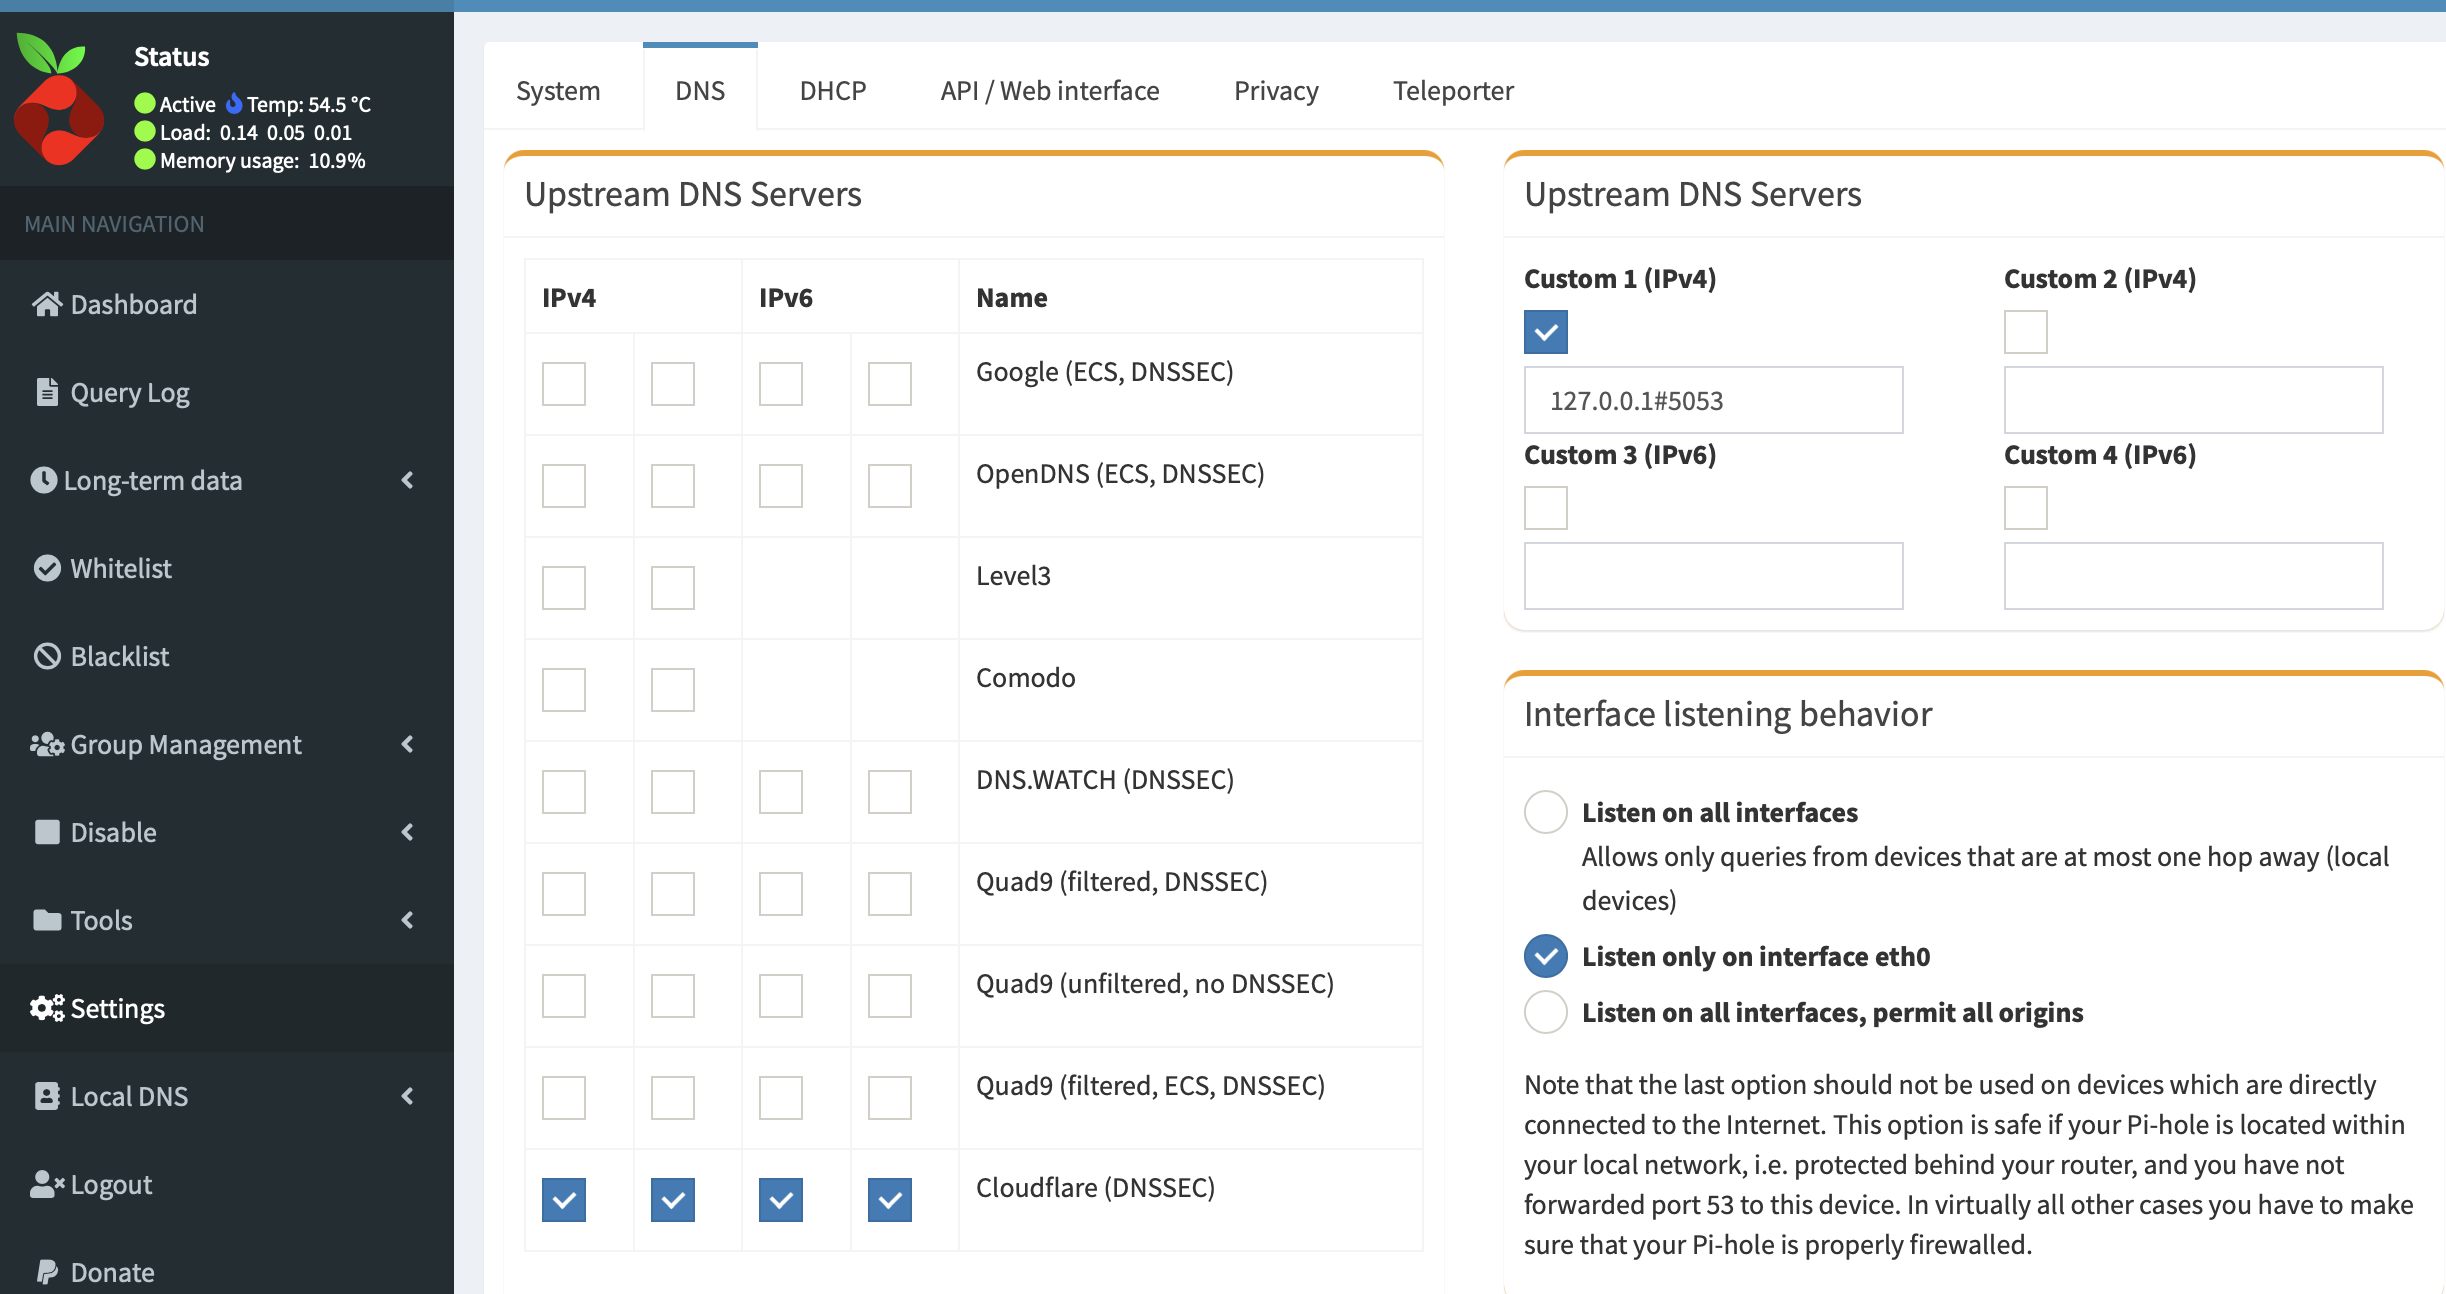 Status
Active Temp: 54.5 °C
Load: 0.14 0.05 0.01
Memory usage: 10.9%
MAIN NAVIGATION
Dashboard
Query Log
Long-term data
Whitelist
Blacklist
Group Management
Disable
Tools
Settings
Local DNS
Logout
Donate
System DNS DHCP API / Web interface Privacy Teleporter
Upstream DNS Servers
IPv4 IPv6 Name
Google (ECS, DNSSEC)
OpenDNS (ECS, DNSSEC)
Level3
Comodo
DNS.WATCH (DNSSEC)
Quad9 (filtered, DNSSEC)
Quad9 (unfiltered, no DNSSEC)
Quad9 (filtered, ECS, DNSSEC)
Cloudflare (DNSSEC)
Upstream DNS Servers
Custom 1 (IPv4) Custom 2 (IPv4)
127.0.0.1#5053
Custom 3 (IPv6) Custom 4 (IPv6)
Interface listening behavior
Listen on all interfaces
Allows only queries from devices that are at most one hop away (local
devices)
Listen only on interface eth0
Listen on all interfaces, permit all origins
Note that the last option should not be used on devices which are directly
connected to the Internet. This option is safe if your Pi-hole is located within
your local network, i.e. protected behind your router, and you have not
forwarded port 53 to this device. In virtually all other cases you have to make
sure that your Pi-hole is properly firewalled.